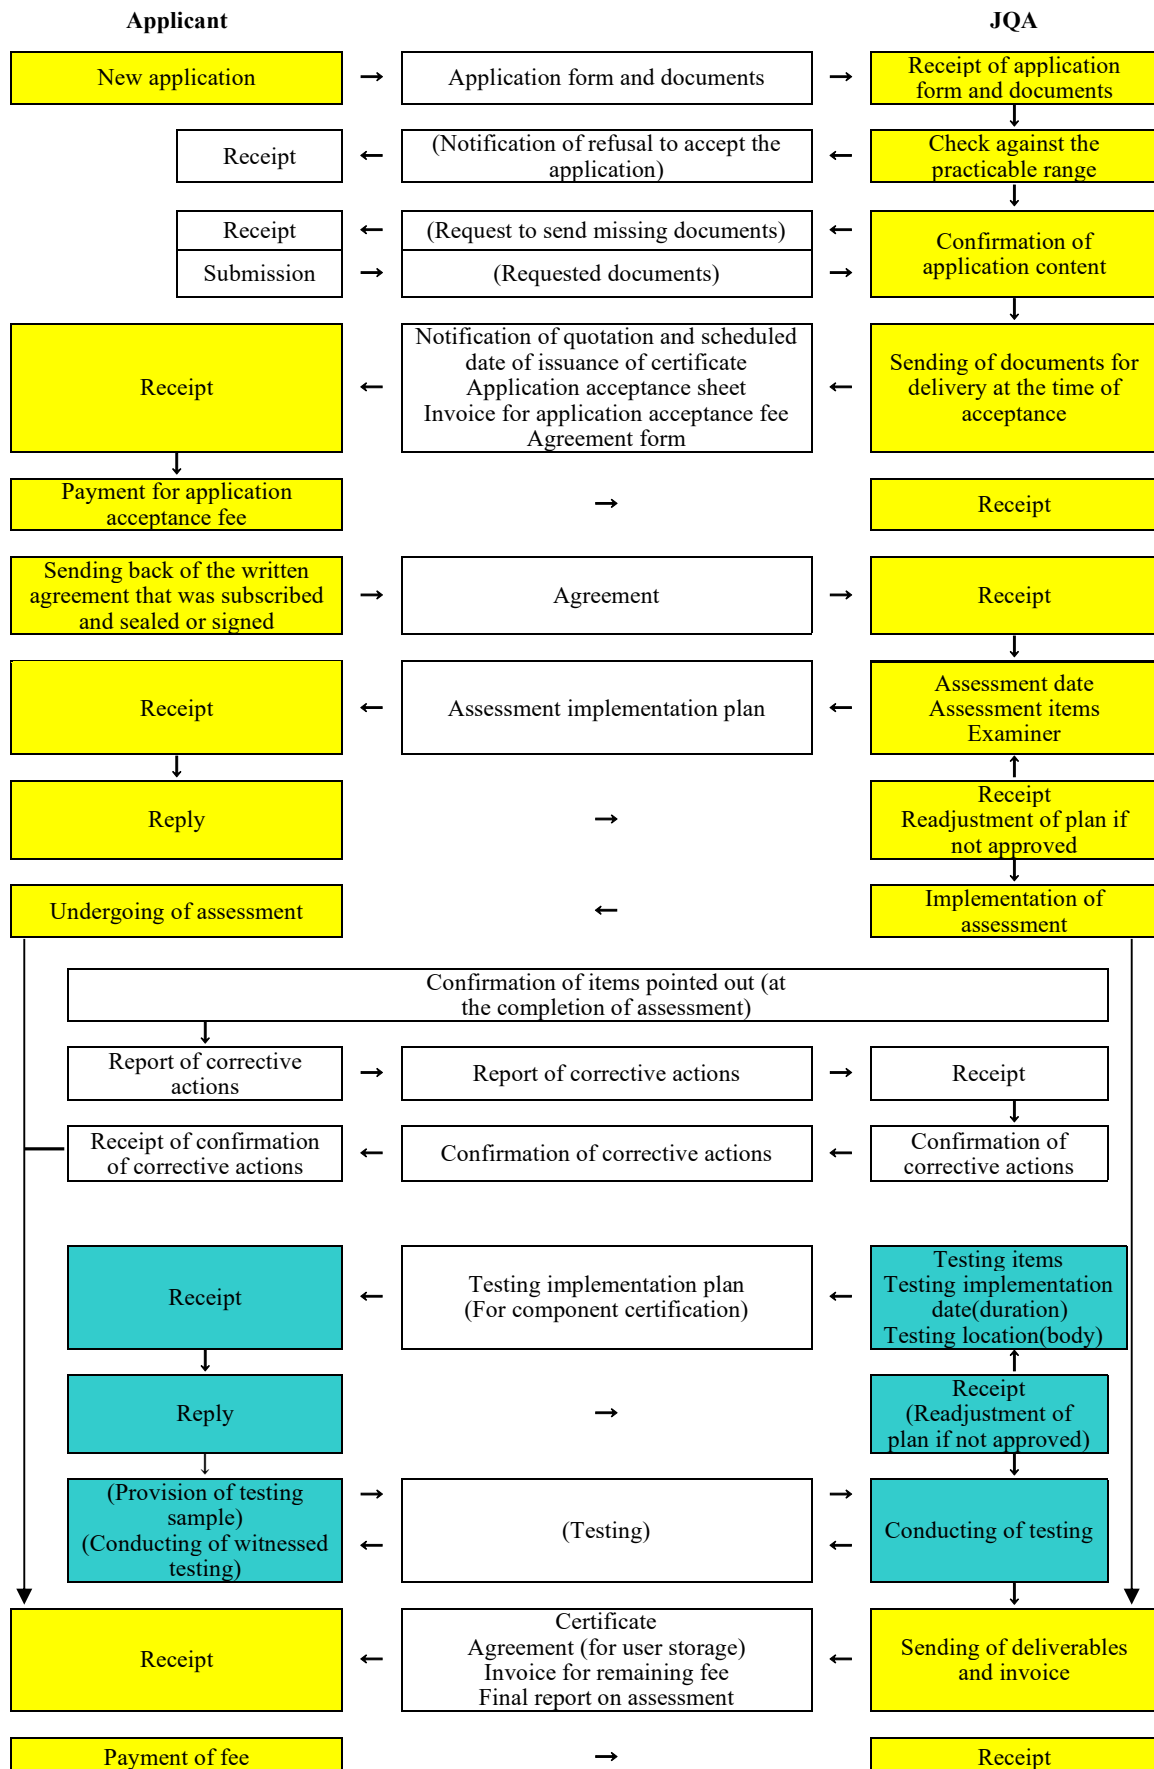 Applicant
JQA
New application
→
Application form and documents
→
Receipt of application
form and documents
Receipt
←
(Notification of refusal to accept the
application)
←
Check against the
practicable range
Receipt
←
(Request to send missing documents)
←
Confirmation of
application content
Submission
→
(Requested documents)
→
Receipt
←
Notification of quotation and scheduled
date of issuance of certificate
Application acceptance sheet
Invoice for application acceptance fee
Agreement form
←
Sending of documents for
delivery at the time of
acceptance
Payment for application
acceptance fee
→
Receipt
Sending back of the written
agreement that was subscribed
and sealed or signed
→
Agreement
→
Receipt
Receipt
←
Assessment implementation plan
←
Assessment date
Assessment items
Examiner
Reply
→
Receipt
Readjustment of plan if
not approved
Undergoing of assessment
←
Implementation of
assessment
Confirmation of items pointed out (at
the completion of assessment)
Report of corrective
actions
→
Report of corrective actions
→
Receipt
Receipt of confirmation
of corrective actions
←
Confirmation of corrective actions
←
Confirmation of
corrective actions
Receipt
←
Testing implementation plan
(For component certification)
←
Testing items
Testing implementation
date(duration)
Testing location(body)
Reply
→
Receipt
(Readjustment of
plan if not approved)
(Provision of testing
sample)
(Conducting of witnessed
testing)
→
←
(Testing)
→
←
Conducting of testing
Receipt
←
Certificate
Agreement (for user storage)
Invoice for remaining fee
Final report on assessment
←
Sending of deliverables
and invoice
Payment of fee
→
Receipt